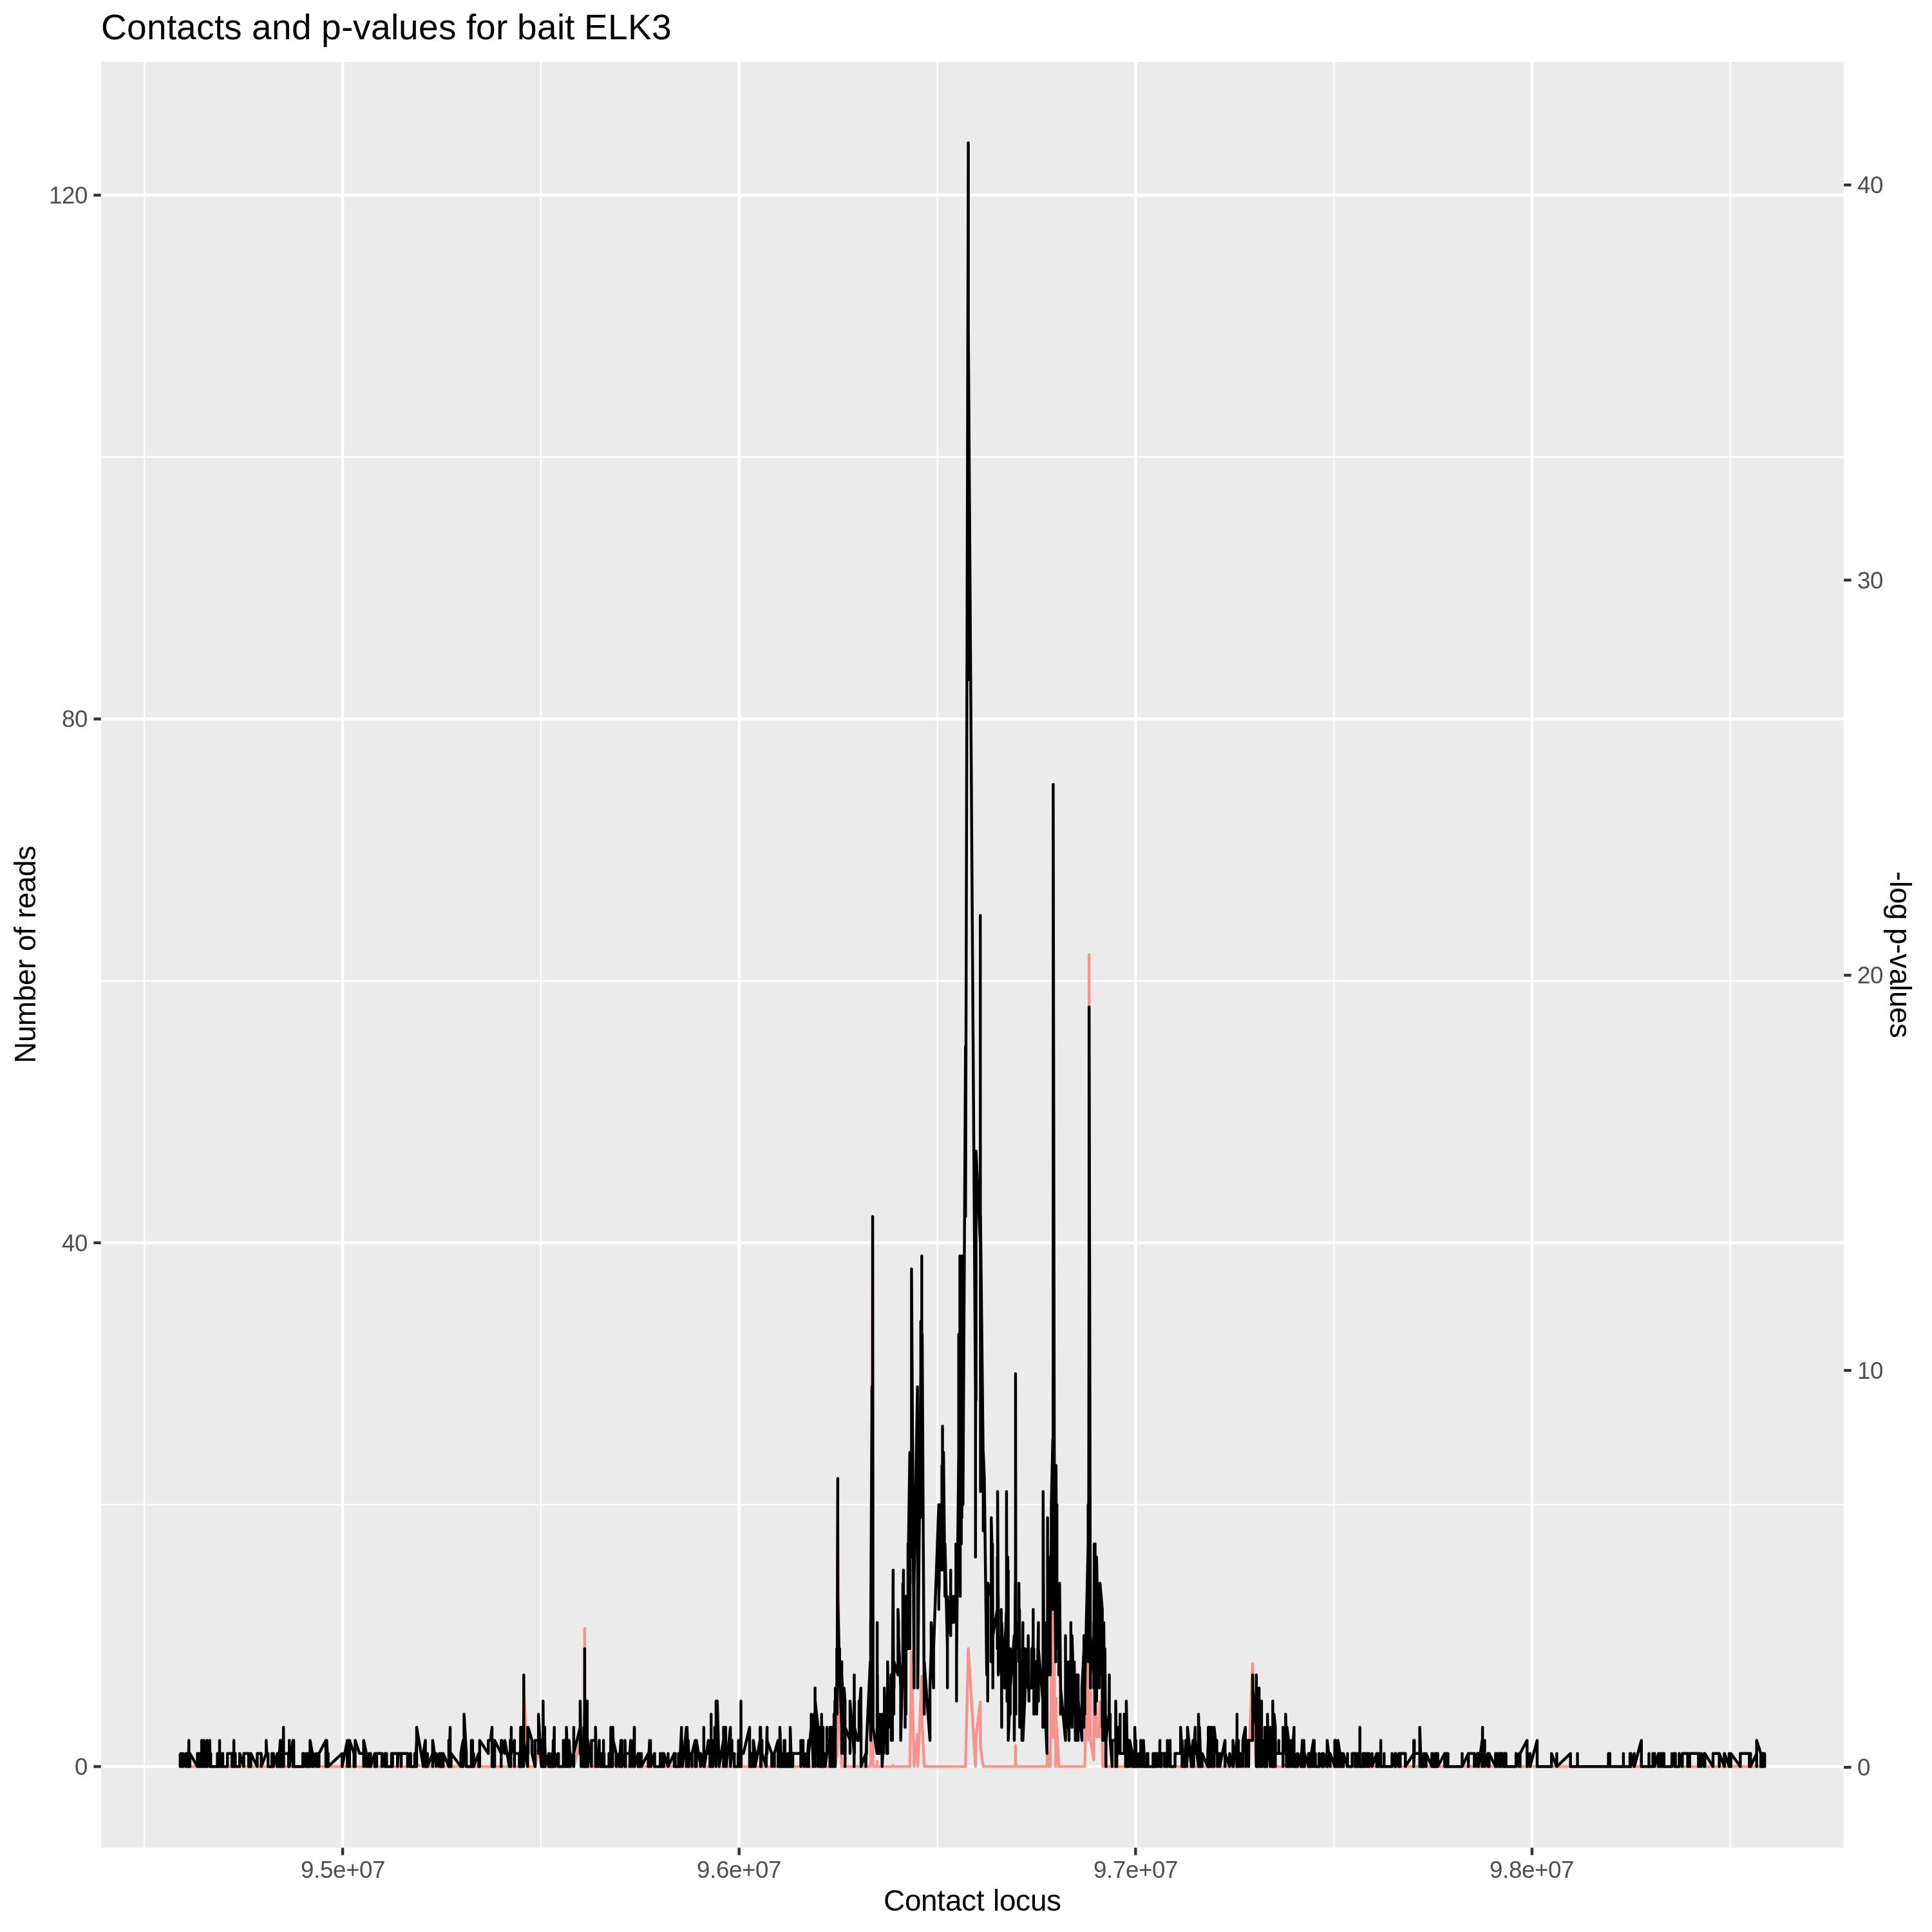 Contacts and p-values for bait ELK3
120
80
40
0
Number of reads
40
30
20
10
0
-log p-values
9.5e+07
9.6e+07
9.7e+07
9.8e+07
Contact locus